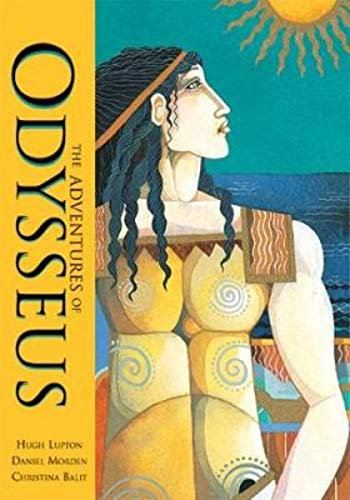 THE ADVENTURES OF
ODYSSEUS
HUGH LUPTON
DANIEL MORDEN
CHRISTINA BALIT